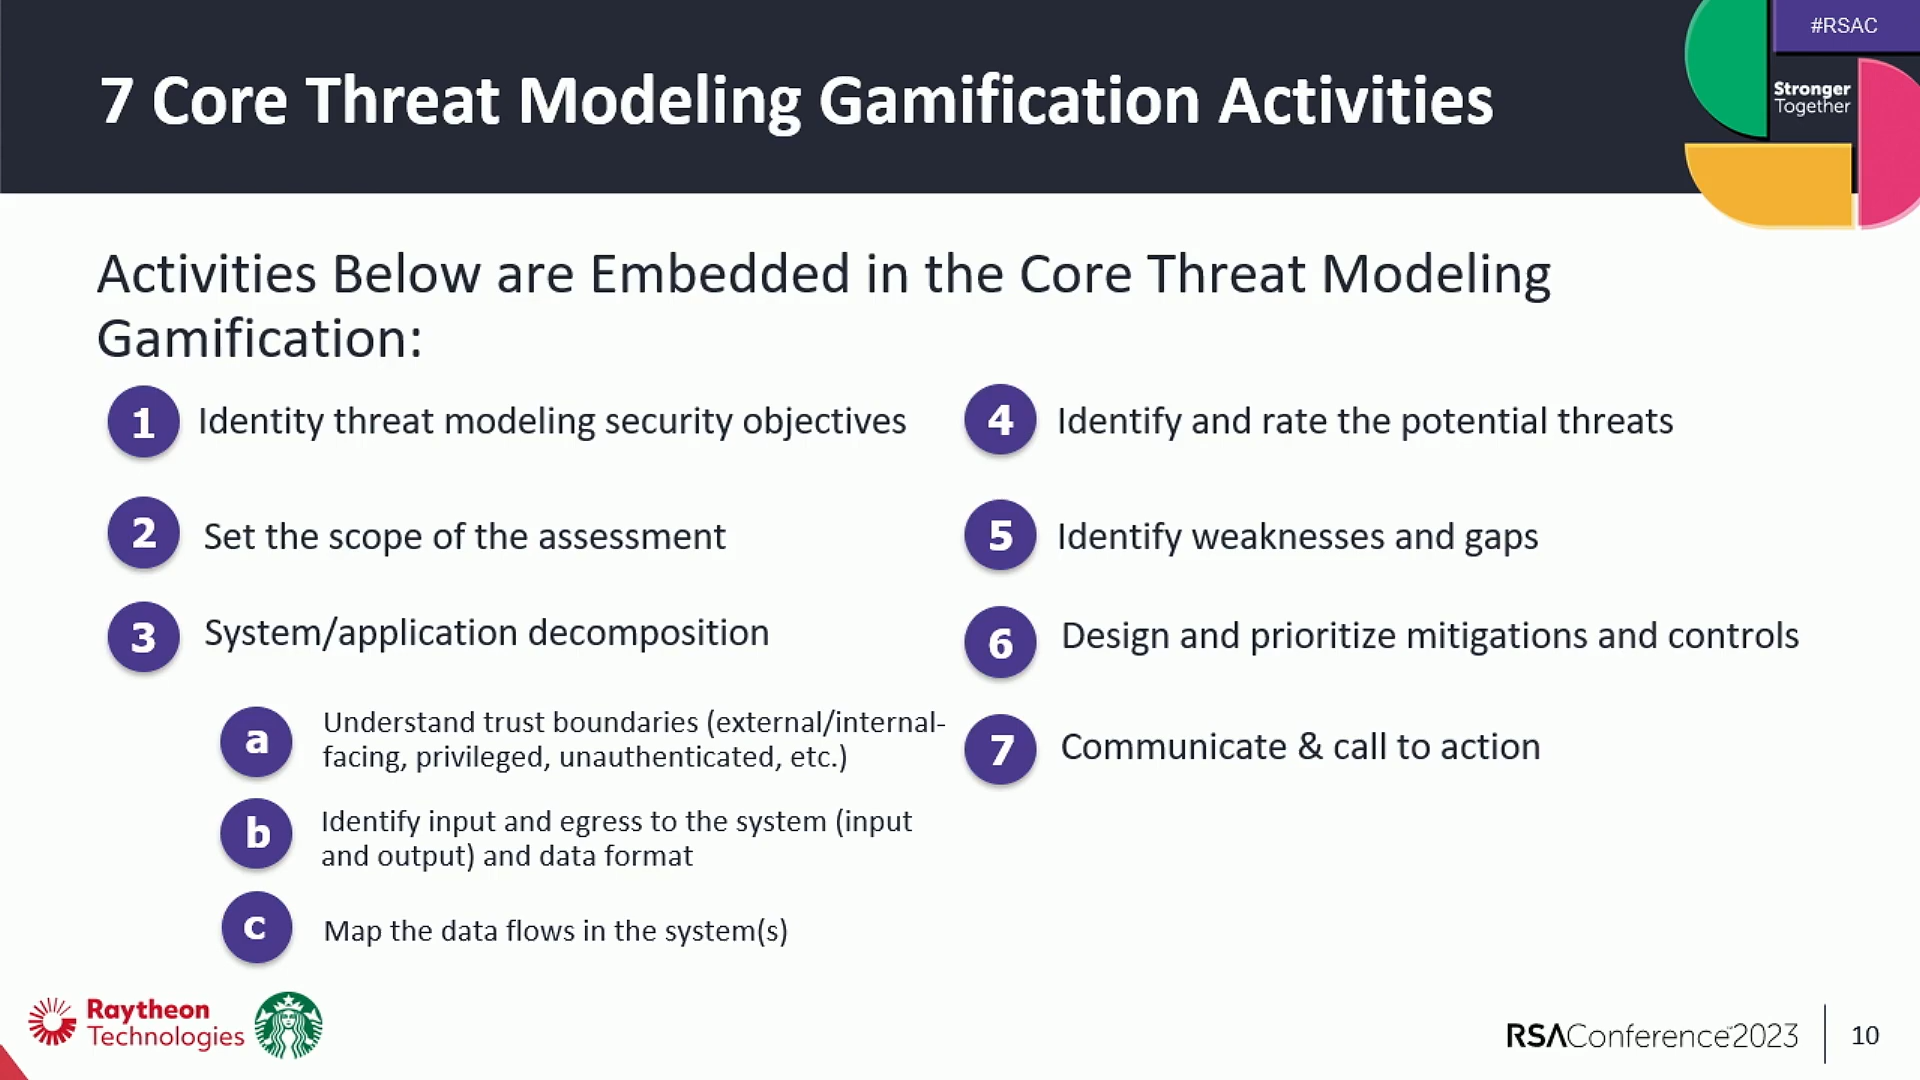 #RSAC
7 Core Threat Modeling Gamification Activities
Stronger
Together
Activities Below are Embedded in the Core Threat Modeling
Gamification:
1 Identity threat modeling security objectives
2 Set the scope of the assessment
3 System/application decomposition
a Understand trust boundaries (external/internal-
facing, privileged, unauthenticated, etc.)
b Identify input and egress to the system (input
and output) and data format
c Map the data flows in the system(s)
4 Identify and rate the potential threats
5 Identify weaknesses and gaps
6 Design and prioritize mitigations and controls
7 Communicate & call to action
Raytheon
Technologies
RSAConference™2023
10